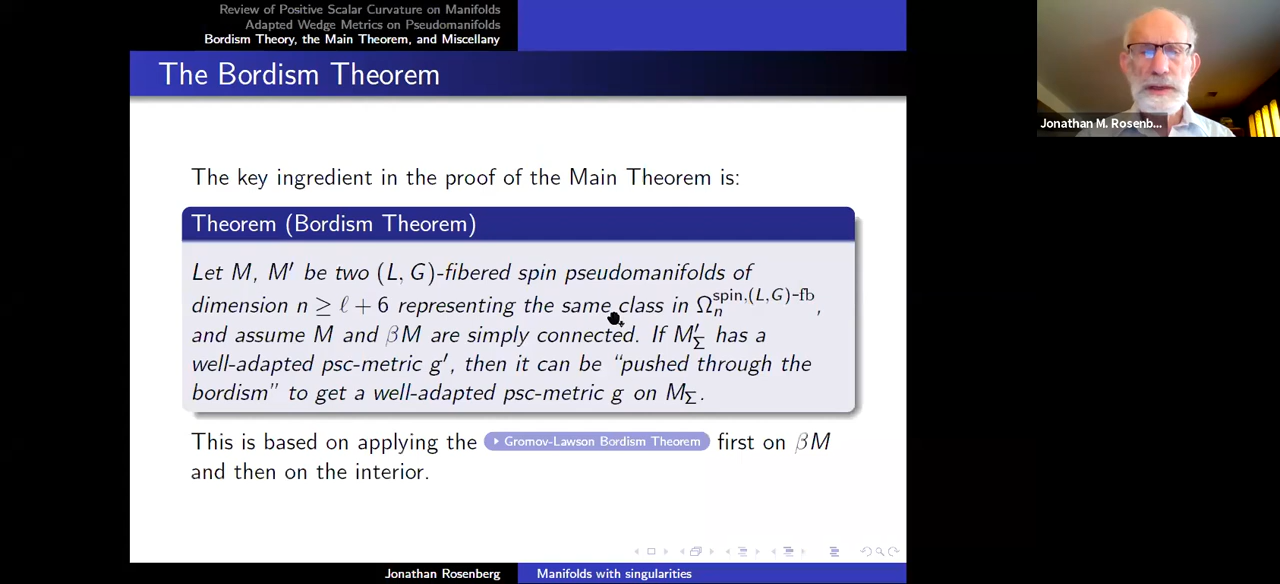 Review of Positive Scalar Curvature on Manifolds
Adapted Wedge Metrics on Pseudomanifolds
Bordism Theory, the Main Theorem, and Miscellany
The Bordism Theorem
Jonathan M. Rosenb...
The key ingredient in the proof of the Main Theorem is:
Theorem (Bordism Theorem)
Let M, M′ be two (L, G)-fibered spin pseudomanifolds of
dimension n ≥ ℓ + 6 representing the same class in Ωₙ^{spin,(L,G)-fb},
and assume M and βM are simply connected. If M′_Σ has a
well-adapted psc-metric g′, then it can be “pushed through the
bordism” to get a well-adapted psc-metric g on M_Σ.
This is based on applying the Gromov-Lawson Bordism Theorem first on βM
and then on the interior.
Jonathan Rosenberg
Manifolds with singularities